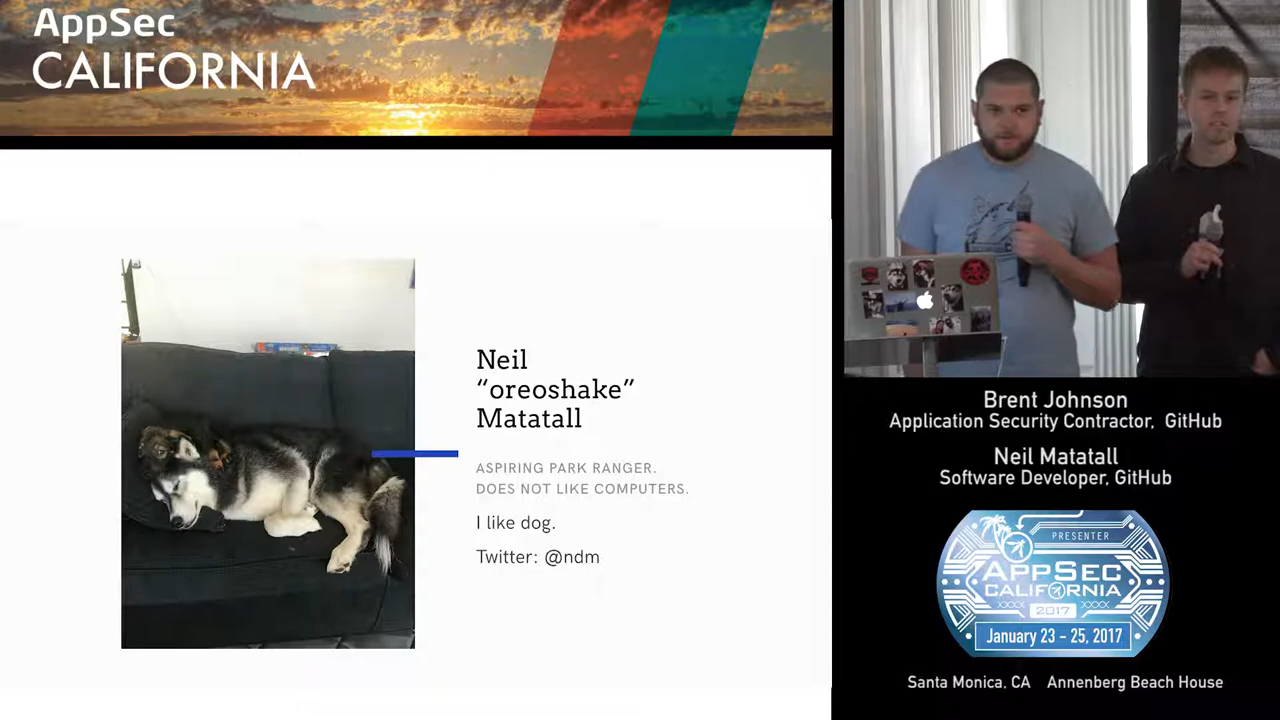 AppSec
CALIFORNIA
Neil
“oreoshake”
Matatall
ASPIRING PARK RANGER.
DOES NOT LIKE COMPUTERS.
I like dog.
Twitter: @ndm
Brent Johnson
Application Security Contractor, GitHub
Neil Matatall
Software Developer, GitHub
PRESENTER
APPSEC
CALIFORNIA
XXXX 2017 XXXX
January 23 - 25, 2017
Santa Monica, CA Annenberg Beach House